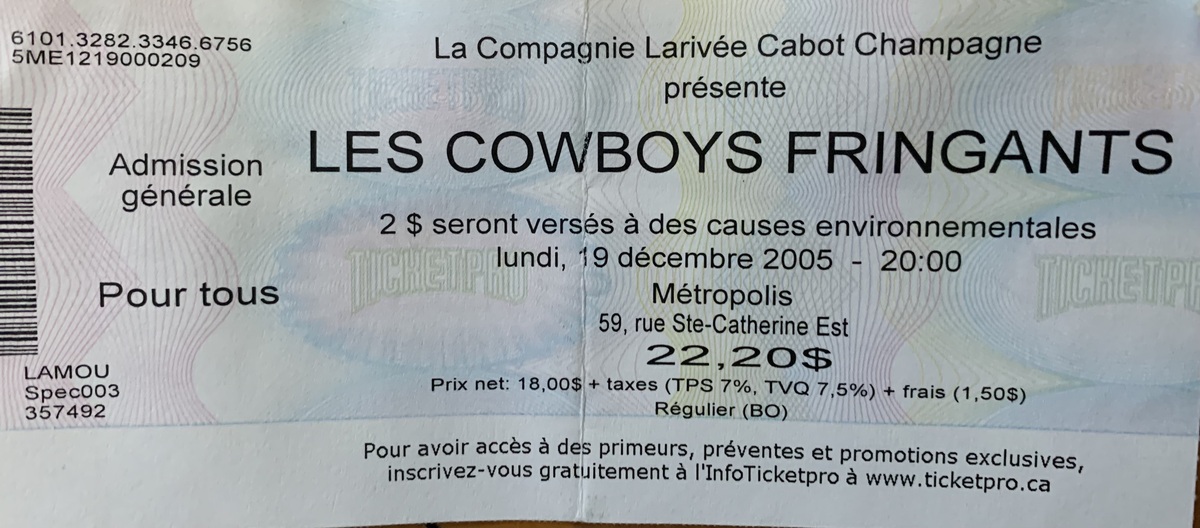 6101.3282.3346.6756
5ME1219000209
La Compagnie Larivée Cabot Champagne
présente
LES COWBOYS FRINGANTS
Admission
générale
2 $ seront versés à des causes environnementales
lundi, 19 décembre 2005 - 20:00
TICKETPRO
TICKETPR
Pour tous
Métropolis
59, rue Ste-Catherine Est
22,20$
Prix net: 18,00$ + taxes (TPS 7%, TVQ 7,5%) + frais (1,50$)
Régulier (BO)
LAMOU
Spec003
357492
Pour avoir accès à des primeurs, préventes et promotions exclusives,
inscrivez-vous gratuitement à l'InfoTicketpro à www.ticketpro.ca